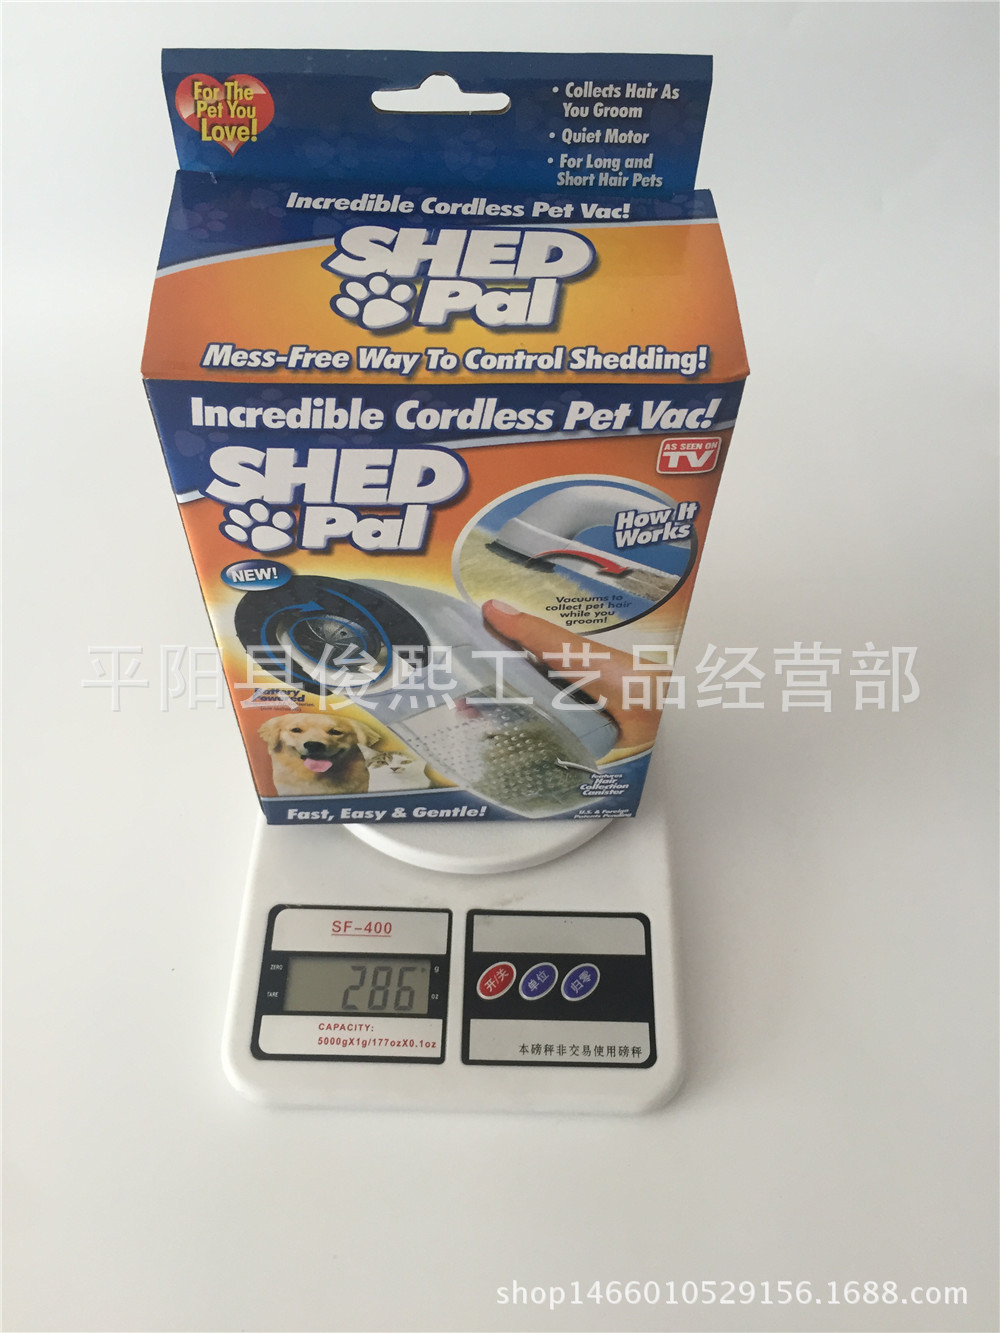 For The
Pet You
Love!
• Collects Hair As
You Groom
• Quiet Motor
• For Long and
Short Hair Pets
Incredible Cordless Pet Vac!
SHED
Pal
Mess-Free Way To Control Shedding!
Incredible Cordless Pet Vac!
SHED
Pal
AS SEEN ON
TV
How It
Works
NEW!
Vacuums to
collect pet hair
while you
groom!
平阳县俊熙工艺品经营部
Battery
Powered
Features
Hair
Collection
Canister
Fast, Easy & Gentle!
U.S. & Foreign
Patents Pending
SF-400
ZERO
286
g
TARE
oz
CAPACITY:
5000gX1g/177ozX0.1oz
开/关
单位
归零
本磅秤非交易使用磅秤
shop1466010529156.1688.com